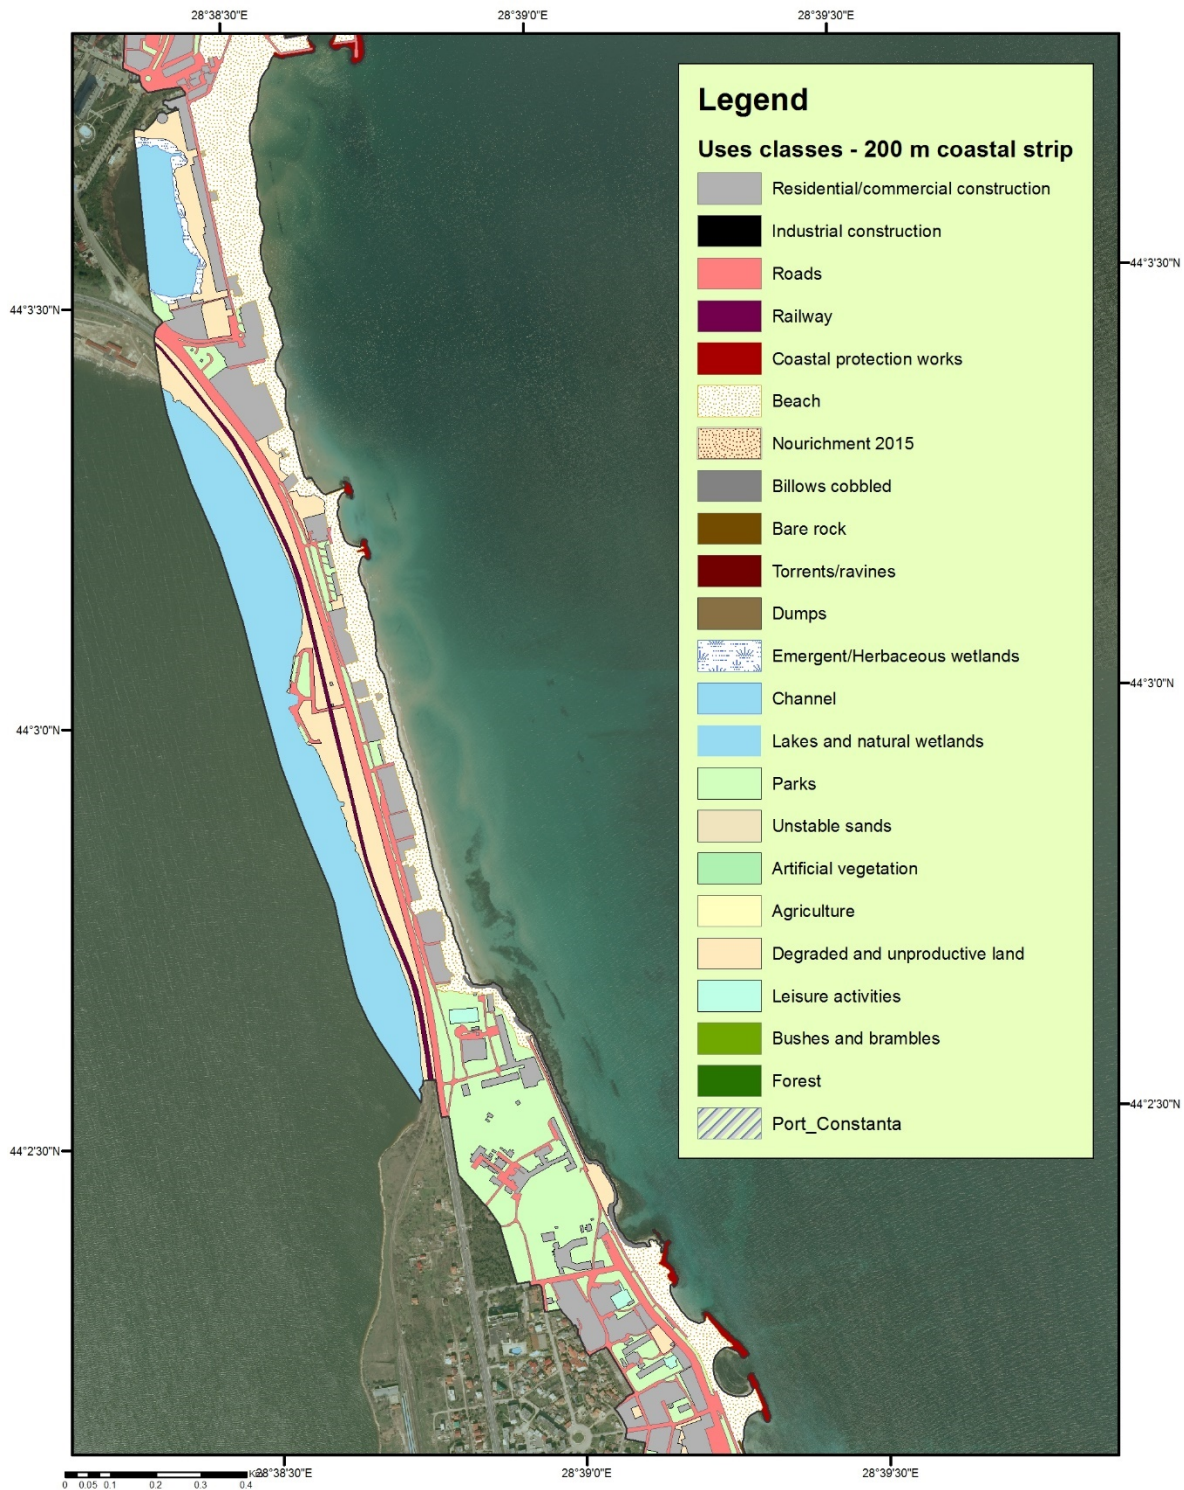 28°38'30"E 28°39'0"E 28°39'30"E
Legend
Uses classes - 200 m coastal strip
Residential/commercial construction
Industrial construction
Roads
Railway
Coastal protection works
Beach
Nourichment 2015
Billows cobbled
Bare rock
Torrents/ravines
Dumps
Emergent/Herbaceous wetlands
Channel
Lakes and natural wetlands
Parks
Unstable sands
Artificial vegetation
Agriculture
Degraded and unproductive land
Leisure activities
Bushes and brambles
Forest
Port_Constanta
44°3'30"N
44°3'0"N
44°2'30"N
44°3'30"N
44°3'0"N
44°2'30"N
28°38'30"E 28°39'0"E 28°39'30"E
0 0.05 0.1 0.2 0.3 0.4